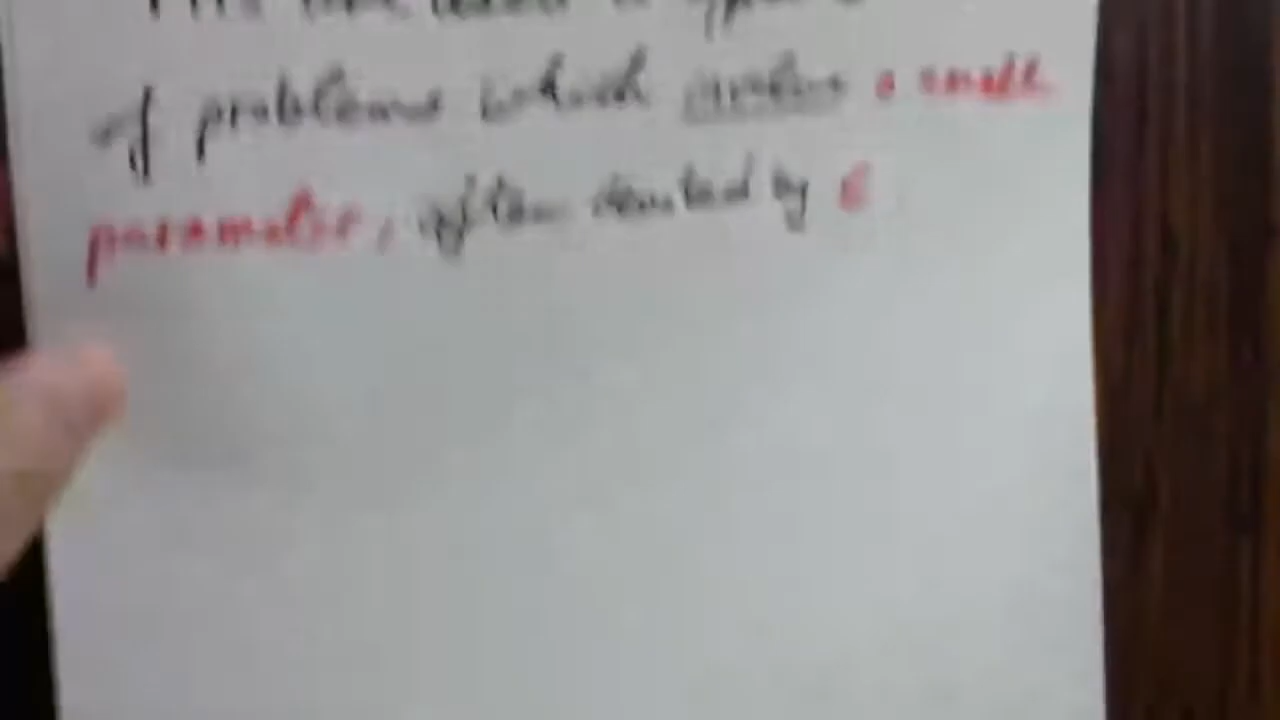 of problems which involve a small
parameter, often denoted by ε.